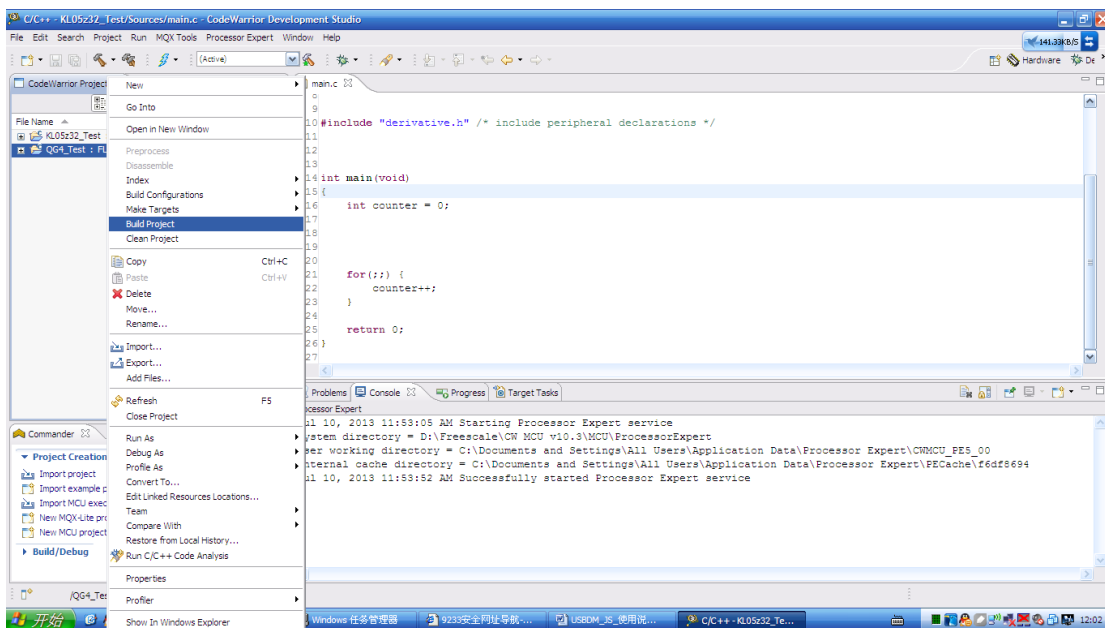 C/C++ - KL05z32_Test/Sources/main.c - CodeWarrior Development Studio
File Edit Search Project Run MQX Tools Processor Expert Window Help
141.33KB/S
(Active)
Hardware De
CodeWarrior Project
main.c
File Name
KL05z32_Test
QG4_Test : FL
New
Go Into
Open in New Window
Preprocess
Disassemble
Index
Build Configurations
Make Targets
Build Project
Clean Project
Copy Ctrl+C
Paste Ctrl+V
Delete
Move...
Rename...
Import...
Export...
Add Files...
Refresh F5
Close Project
Run As
Debug As
Profile As
Convert To...
Edit Linked Resources Locations...
Team
Compare With
Restore from Local History...
Run C/C++ Code Analysis
Properties
Profiler
Show In Windows Explorer
9
10 #include "derivative.h" /* include peripheral declarations */
11
12
13
14 int main(void)
15 {
16 int counter = 0;
17
18
19
20
21 for(;;) {
22 counter++;
23 }
24
25 return 0;
26 }
27
Problems Console Progress Target Tasks
ocessor Expert
ul 10, 2013 11:53:05 AM Starting Processor Expert service
ystem directory = D:\Freescale\CW MCU v10.3\MCU\ProcessorExpert
ser working directory = C:\Documents and Settings\All Users\Application Data\Processor Expert\CWMCU_PE5_00
nternal cache directory = C:\Documents and Settings\All Users\Application Data\Processor Expert\PECache\f6df8694
ul 10, 2013 11:53:52 AM Successfully started Processor Expert service
Commander
Project Creation
Import project
Import example p
Import MCU exec
New MQX-Lite pro
New MCU project
Build/Debug
/QG4_Tes
开始
Windows 任务管理器
9233安全网址导航-...
USBDM_JS_使用说...
C/C++ - KL05z32_Te...
12:02